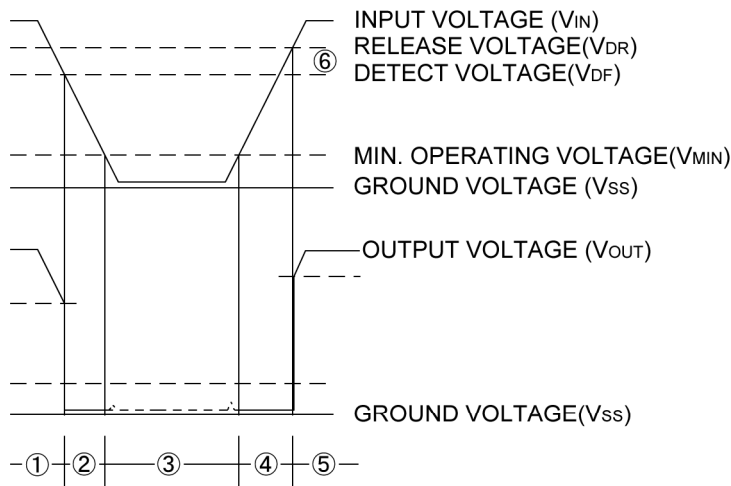 INPUT VOLTAGE (VIN)
RELEASE VOLTAGE(VDR)
⑥
DETECT VOLTAGE(VDF)
MIN. OPERATING VOLTAGE(VMIN)
GROUND VOLTAGE (VSS)
OUTPUT VOLTAGE (VOUT)
GROUND VOLTAGE(VSS)
① ② ③ ④ ⑤